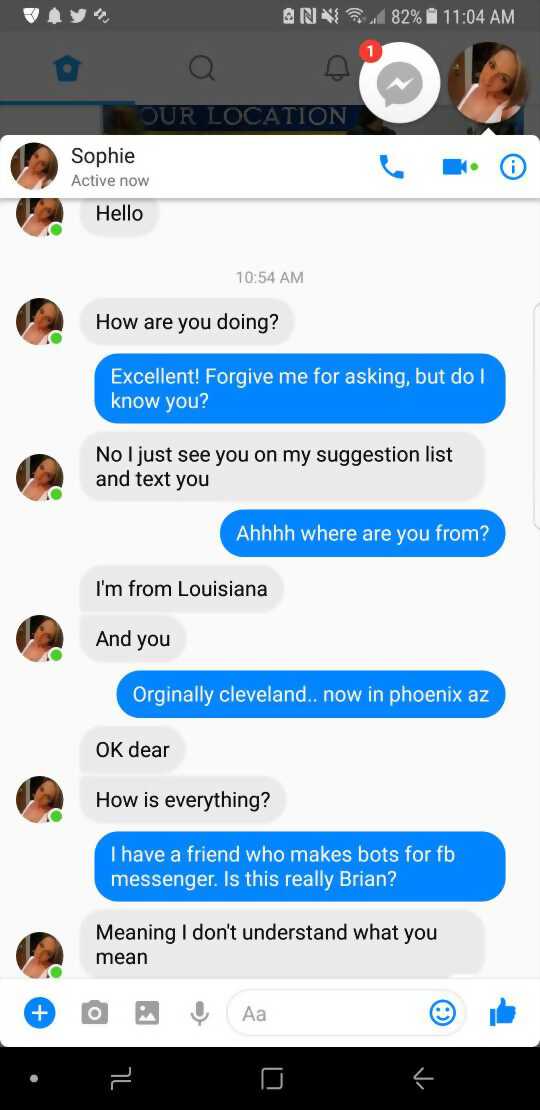 82% 11:04 AM
1
OUR LOCATION
Sophie
Active now
Hello
10:54 AM
How are you doing?
Excellent! Forgive me for asking, but do I
know you?
No I just see you on my suggestion list
and text you
Ahhhh where are you from?
I'm from Louisiana
And you
Orginally cleveland.. now in phoenix az
OK dear
How is everything?
I have a friend who makes bots for fb
messenger. Is this really Brian?
Meaning I don't understand what you
mean
Aa